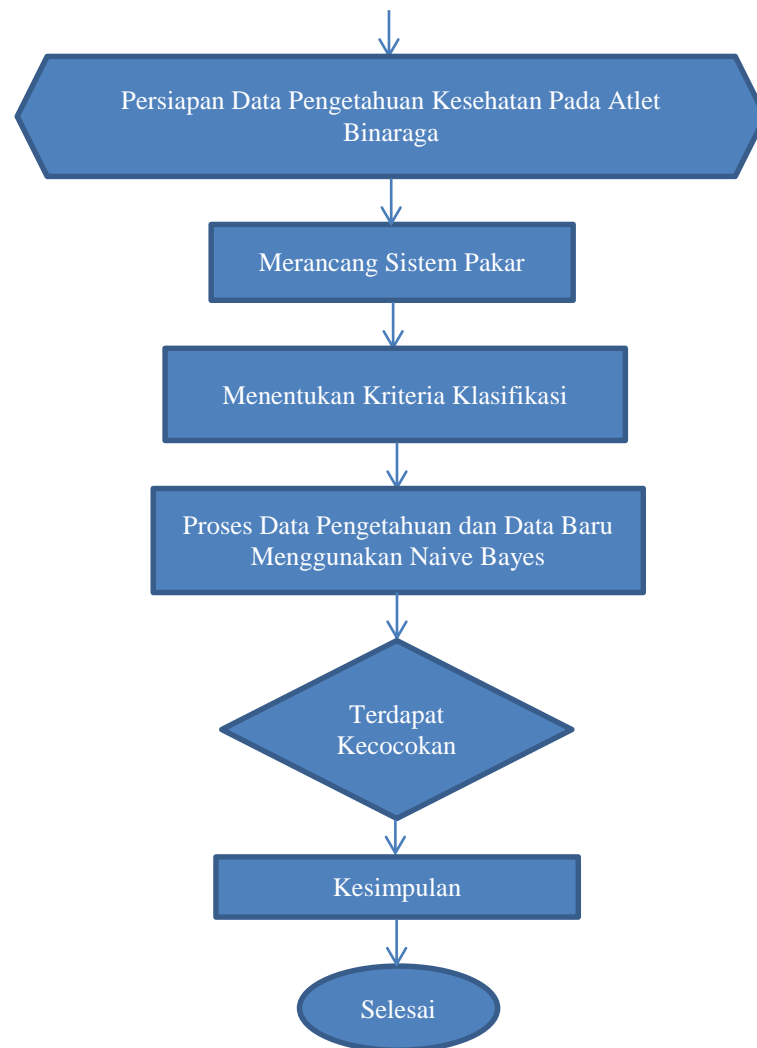 Persiapan Data Pengetahuan Kesehatan Pada Atlet
Binaraga
Merancang Sistem Pakar
Menentukan Kriteria Klasifikasi
Proses Data Pengetahuan dan Data Baru
Menggunakan Naive Bayes
Terdapat
Kecocokan
Kesimpulan
Selesai